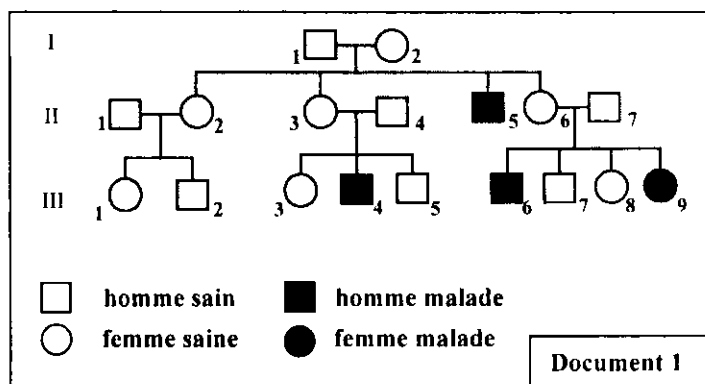 I
1 2
II
1 2 3 4 5 6 7
III
1 2 3 4 5 6 7 8 9
homme sain homme malade
femme saine femme malade
Document 1